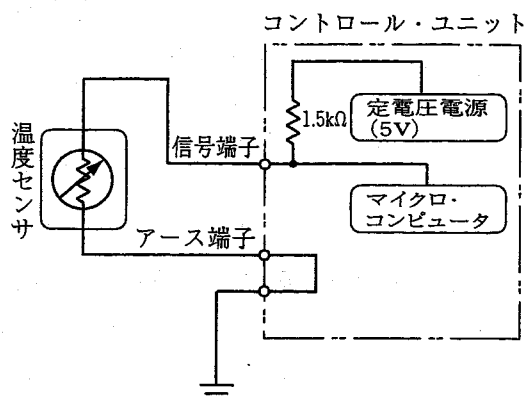 コントロール・ユニット
定電圧電源
(5V)
1.5kΩ
温度センサ
信号端子
マイクロ・
コンピュータ
アース端子